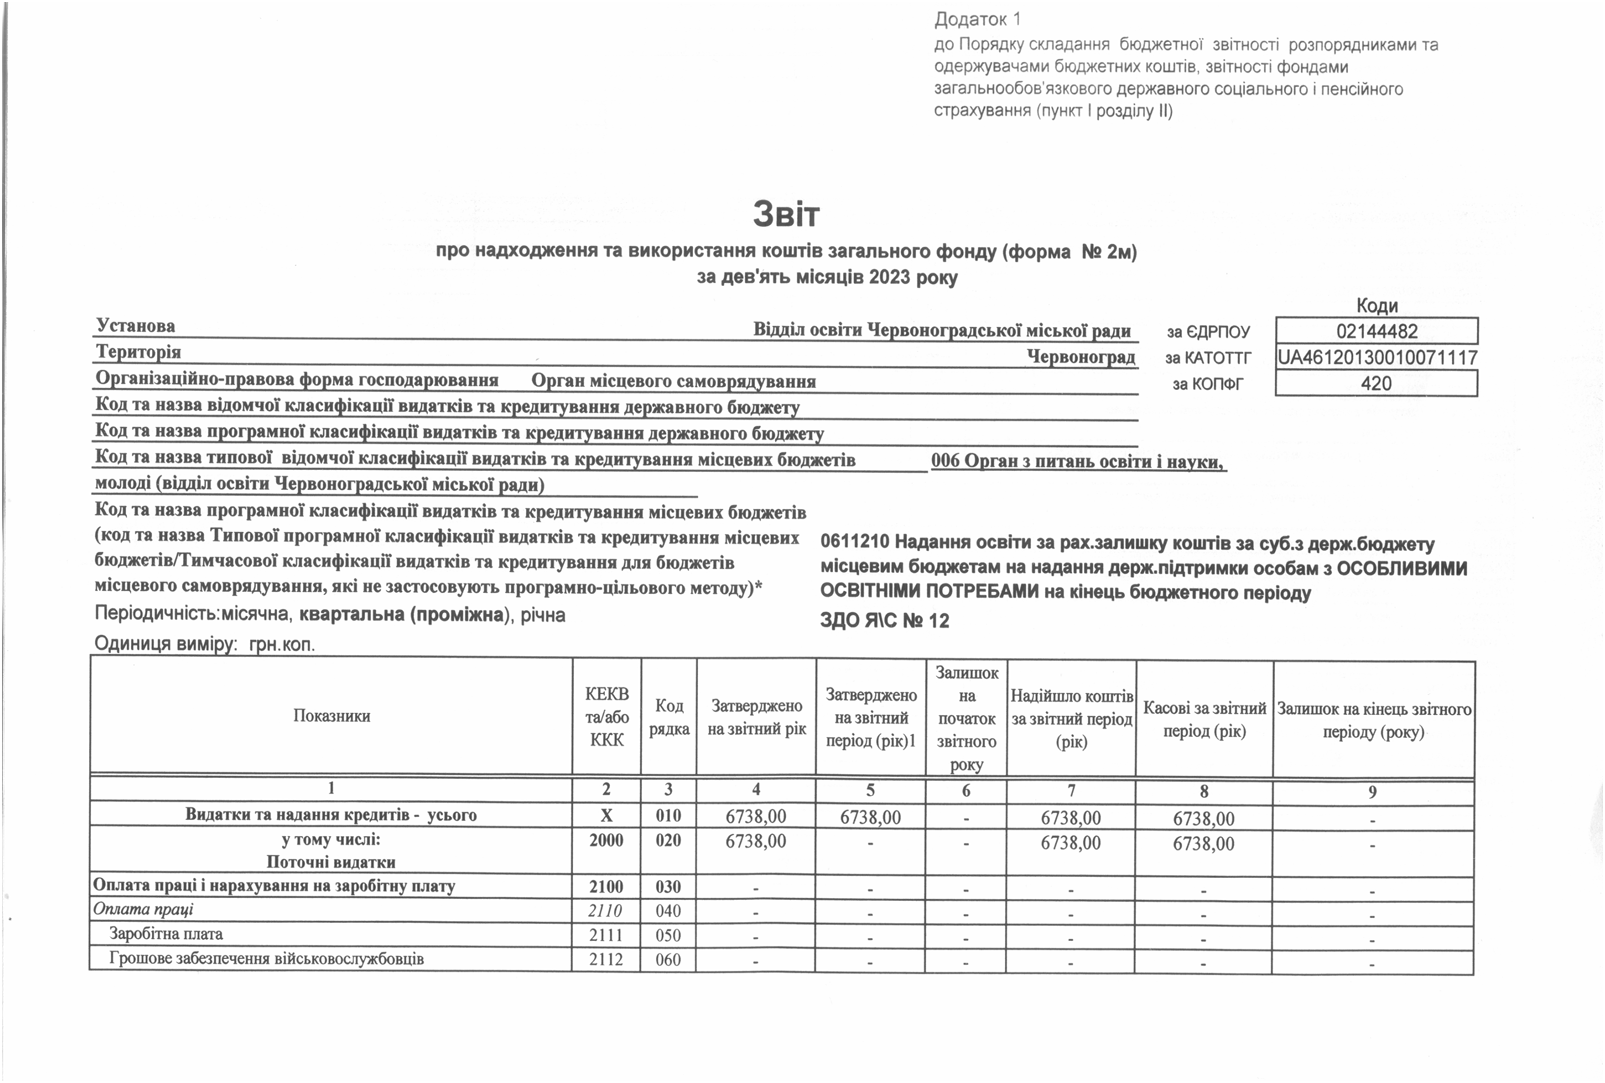 Додаток 1
до Порядку складання бюджетної звітності розпорядниками та
одержувачами бюджетних коштів, звітності фондами
загальнообов'язкового державного соціального і пенсійного
страхування (пункт І розділу ІІ)
Звіт
про надходження та використання коштів загального фонду (форма № 2м)
за дев'ять місяців 2023 року
Коди
Установа Відділ освіти Червоноградської міської ради за ЄДРПОУ 02144482
Територія Червоноград за КАТОТТГ UA46120130010071117
Організаційно-правова форма господарювання Орган місцевого самоврядування за КОПФГ 420
Код та назва відомчої класифікації видатків та кредитування державного бюджету
Код та назва програмної класифікації видатків та кредитування державного бюджету
Код та назва типової відомчої класифікації видатків та кредитування місцевих бюджетів 006 Орган з питань освіти і науки,
молоді (відділ освіти Червоноградської міської ради)
Код та назва програмної класифікації видатків та кредитування місцевих бюджетів
(код та назва Типової програмної класифікації видатків та кредитування місцевих
бюджетів/Тимчасової класифікації видатків та кредитування для бюджетів
місцевого самоврядування, які не застосовують програмно-цільового методу)*
0611210 Надання освіти за рах.залишку коштів за суб.з держ.бюджету
місцевим бюджетам на надання держ.підтримки особам з ОСОБЛИВИМИ
ОСВІТНІМИ ПОТРЕБАМИ на кінець бюджетного періоду
Періодичність:місячна, квартальна (проміжна), річна
ЗДО Я\С № 12
Одиниця виміру: грн.коп.
Показники
КЕКВ
та/або
ККК
Код
рядка
Затверджено
на звітний рік
Затверджено
на звітний
період (рік)1
Залишок
на
початок
звітного
року
Надійшло коштів
за звітний період
(рік)
Касові за звітний
період (рік)
Залишок на кінець звітного
періоду (року)
1 2 3 4 5 6 7 8 9
Видатки та надання кредитів - усього X 010 6738,00 6738,00 - 6738,00 6738,00 -
у тому числі:
Поточні видатки 2000 020 6738,00 - - 6738,00 6738,00 -
Оплата праці і нарахування на заробітну плату 2100 030 - - - - - -
Оплата праці 2110 040 - - - - - -
Заробітна плата 2111 050 - - - - - -
Грошове забезпечення військовослужбовців 2112 060 - - - - - -